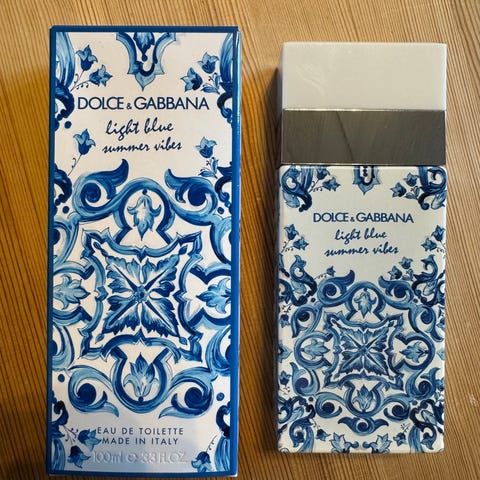 DOLCE & GABBANA
light blue
summer vibes
EAU DE TOILETTE
MADE IN ITALY
100ml ℮ 3.3 FL.OZ.
DOLCE & GABBANA
light blue
summer vibes